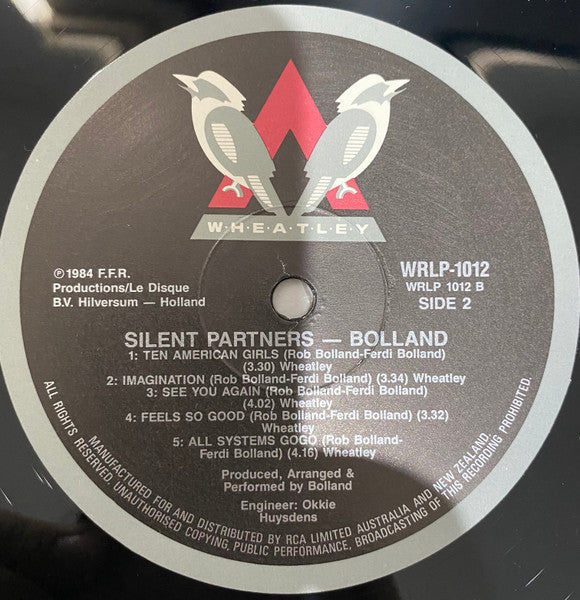 W·H·E·A·T·L·E·Y
℗1984 F.F.R.
Productions/Le Disque
B.V. Hilversum — Holland
WRLP-1012
WRLP 1012 B
SIDE 2
SILENT PARTNERS — BOLLAND
1: TEN AMERICAN GIRLS (Rob Bolland-Ferdi Bolland)
(3.30) Wheatley
2: IMAGINATION (Rob Bolland-Ferdi Bolland) (3.34) Wheatley
3: SEE YOU AGAIN (Rob Bolland-Ferdi Bolland)
(4.02) Wheatley
4: FEELS SO GOOD (Rob Bolland-Ferdi Bolland) (3.32)
Wheatley
5: ALL SYSTEMS GOGO (Rob Bolland-
Ferdi Bolland) (4.16) Wheatley
Produced, Arranged &
Performed by Bolland
Engineer: Okkie
Huysdens
MANUFACTURED FOR AND DISTRIBUTED BY RCA LIMITED AUSTRALIA AND NEW ZEALAND.
ALL RIGHTS RESERVED, UNAUTHORISED COPYING, PUBLIC PERFORMANCE, BROADCASTING OF THIS RECORDING PROHIBITED.